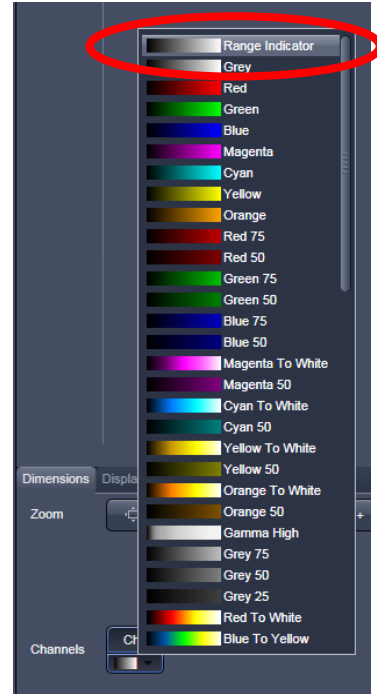 Range Indicator
Grey
Red
Green
Blue
Magenta
Cyan
Yellow
Orange
Red 75
Red 50
Green 75
Green 50
Blue 75
Blue 50
Magenta To White
Magenta 50
Cyan To White
Cyan 50
Yellow To White
Yellow 50
Orange To White
Orange 50
Gamma High
Grey 75
Grey 50
Grey 25
Red To White
Blue To Yellow
Dimensions Displa
Zoom +
Channels Ch